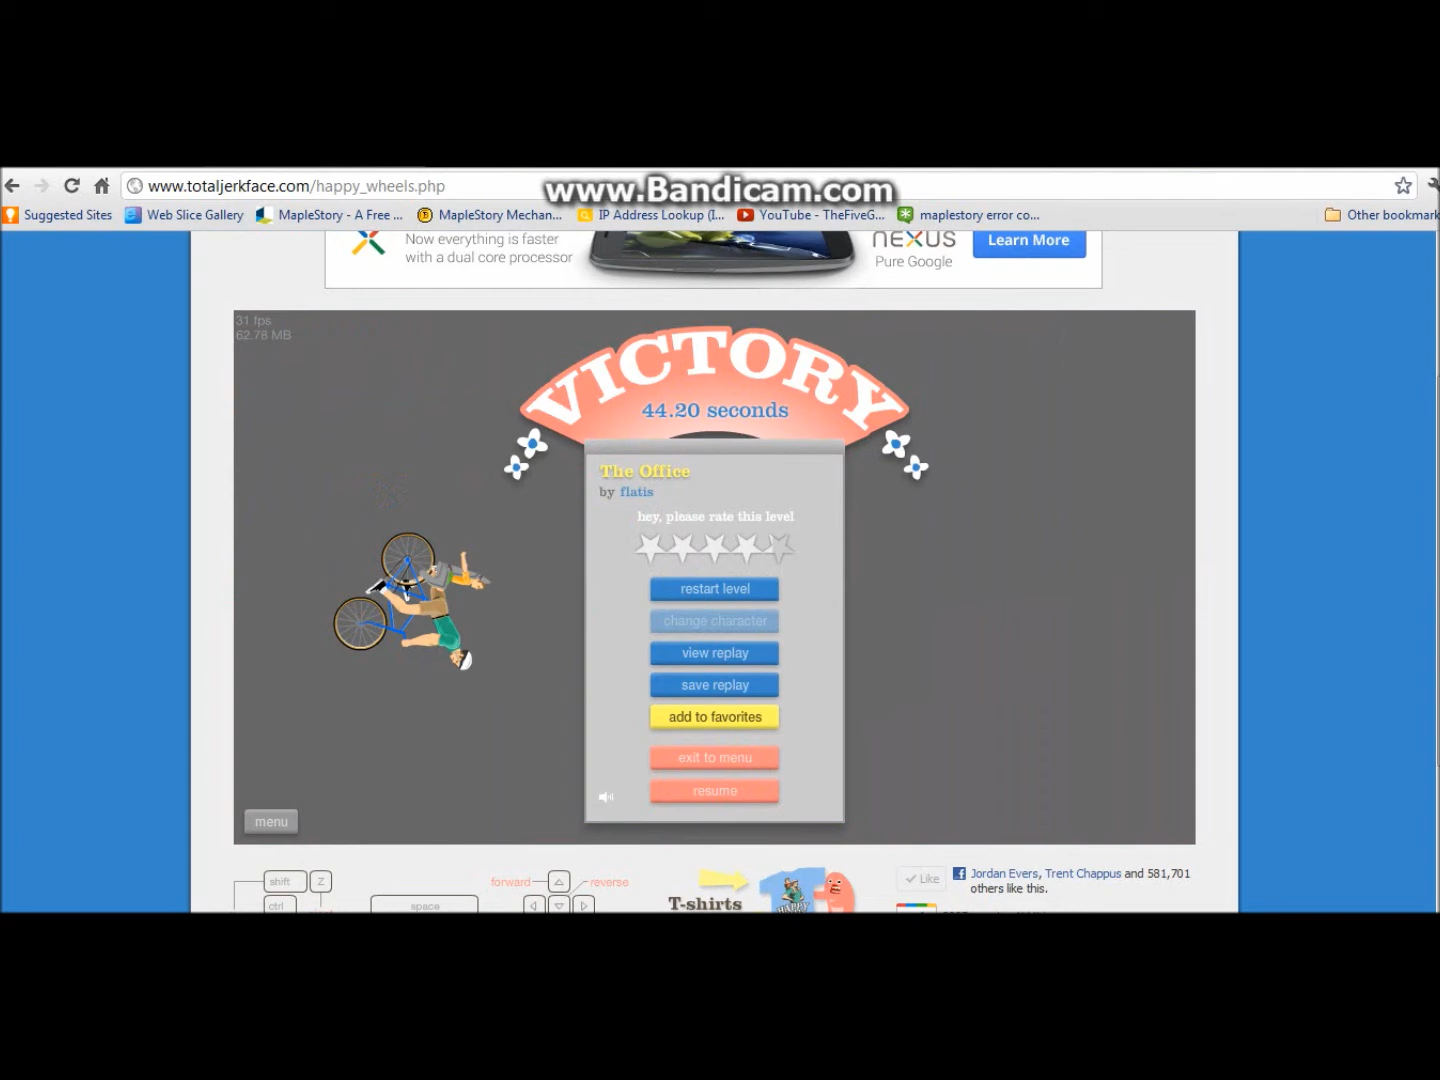 www.totaljerkface.com/happy_wheels.php
www.Bandicam.com
Suggested Sites
Web Slice Gallery
MapleStory - A Free ...
MapleStory Mechan...
IP Address Lookup (I...
YouTube - TheFiveG...
maplestory error co...
Other bookmark
Now everything is faster
with a dual core processor
NEXUS
Pure Google
Learn More
31 fps
62.78 MB
VICTORY
44.20 seconds
The Office
by flatis
hey, please rate this level
restart level
change character
view replay
save replay
add to favorites
exit to menu
resume
menu
shift
Z
ctrl
space
forward
reverse
T-shirts
HAPPY
Like
Jordan Evers, Trent Chappus and 581,701
others like this.